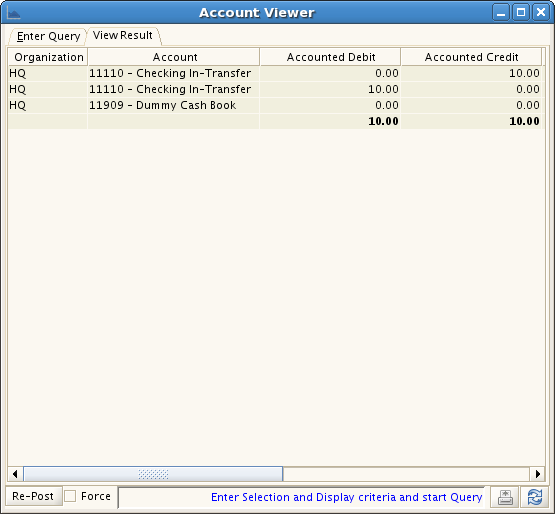 Account Viewer
Enter Query View Result
Organization Account Accounted Debit Accounted Credit
HQ 11110 - Checking In-Transfer 0.00 10.00
HQ 11110 - Checking In-Transfer 10.00 0.00
HQ 11909 - Dummy Cash Book 0.00 0.00
10.00 10.00
Re-Post Force Enter Selection and Display criteria and start Query